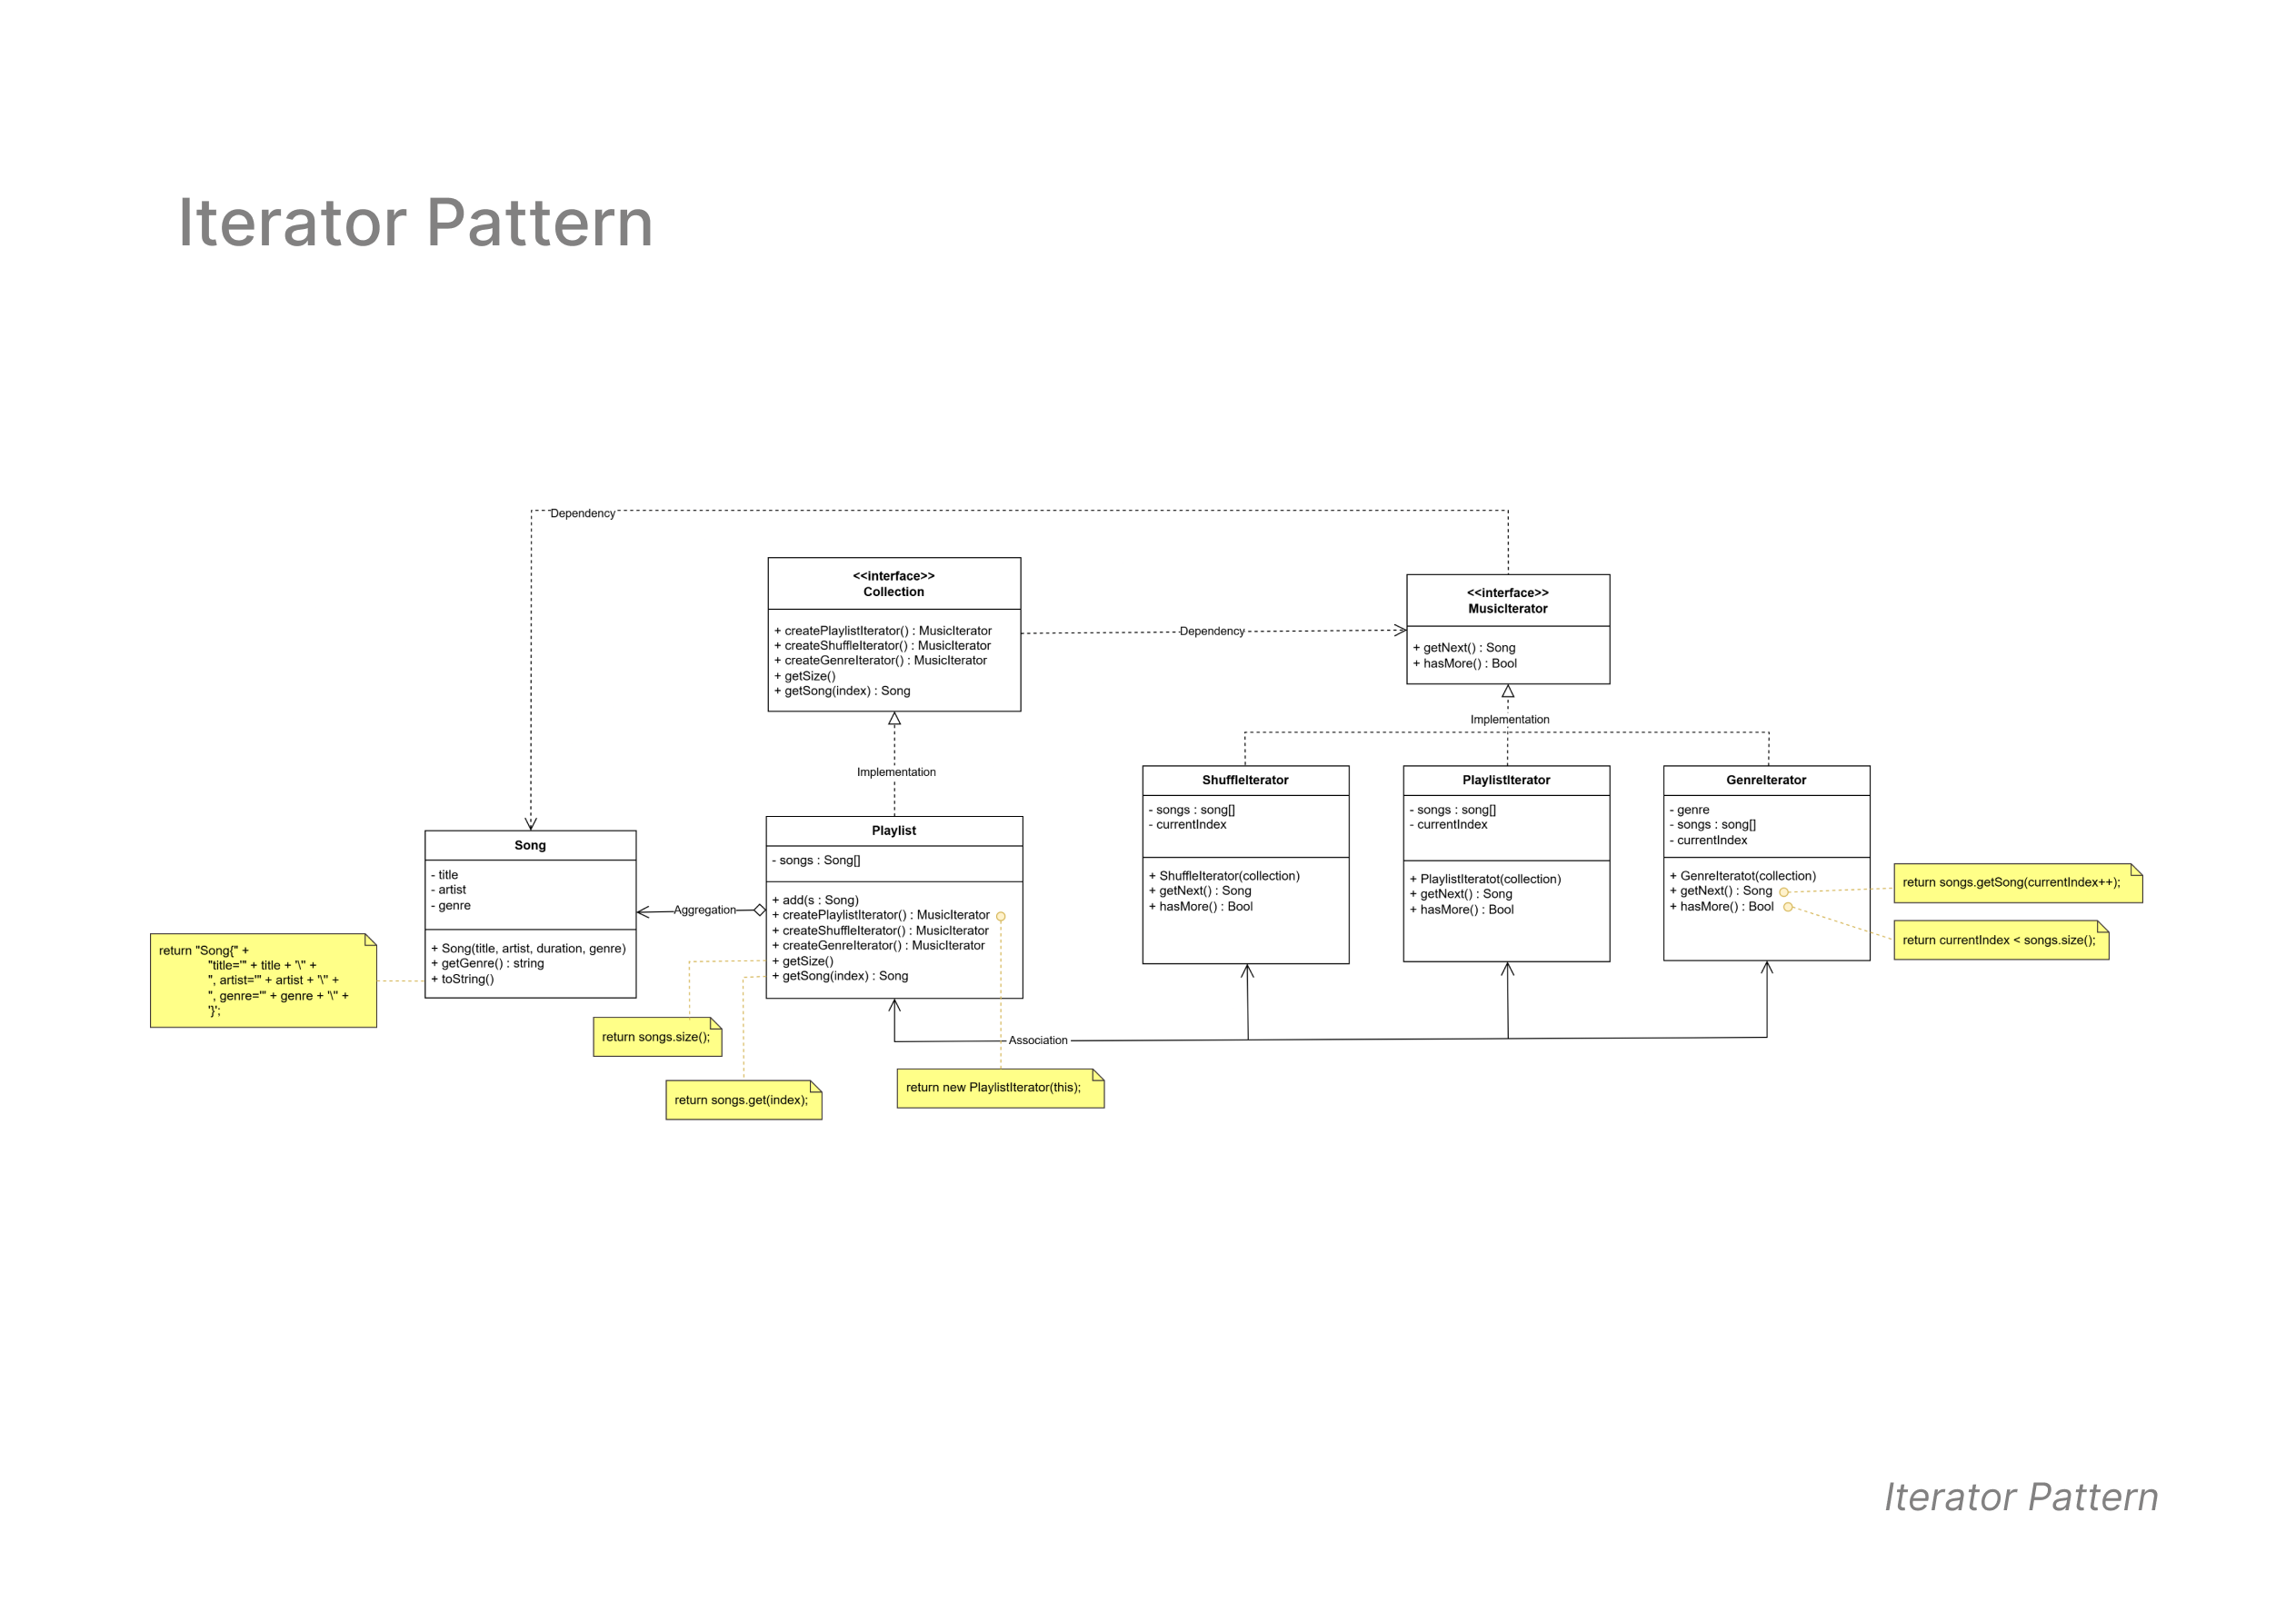 Iterator Pattern
Dependency
<<interface>>
Collection
+ createPlaylistIterator() : MusicIterator
+ createShuffleIterator() : MusicIterator
+ createGenreIterator() : MusicIterator
+ getSize()
+ getSong(index) : Song
Dependency
<<interface>>
MusicIterator
+ getNext() : Song
+ hasMore() : Bool
Implementation
Implementation
Song
- title
- artist
- genre
+ Song(title, artist, duration, genre)
+ getGenre() : string
+ toString()
return "Song{" +
"title='" + title + '\'' +
", artist='" + artist + '\'' +
", genre='" + genre + '\'' +
'}';
Aggregation
Playlist
- songs : Song[]
+ add(s : Song)
+ createPlaylistIterator() : MusicIterator
+ createShuffleIterator() : MusicIterator
+ createGenreIterator() : MusicIterator
+ getSize()
+ getSong(index) : Song
return songs.size();
return songs.get(index);
return new PlaylistIterator(this);
Association
ShuffleIterator
- songs : song[]
- currentIndex
+ ShuffleIterator(collection)
+ getNext() : Song
+ hasMore() : Bool
PlaylistIterator
- songs : song[]
- currentIndex
+ PlaylistIteratot(collection)
+ getNext() : Song
+ hasMore() : Bool
GenreIterator
- genre
- songs : song[]
- currentIndex
+ GenreIteratot(collection)
+ getNext() : Song
+ hasMore() : Bool
return songs.getSong(currentIndex++);
return currentIndex < songs.size();
Iterator Pattern